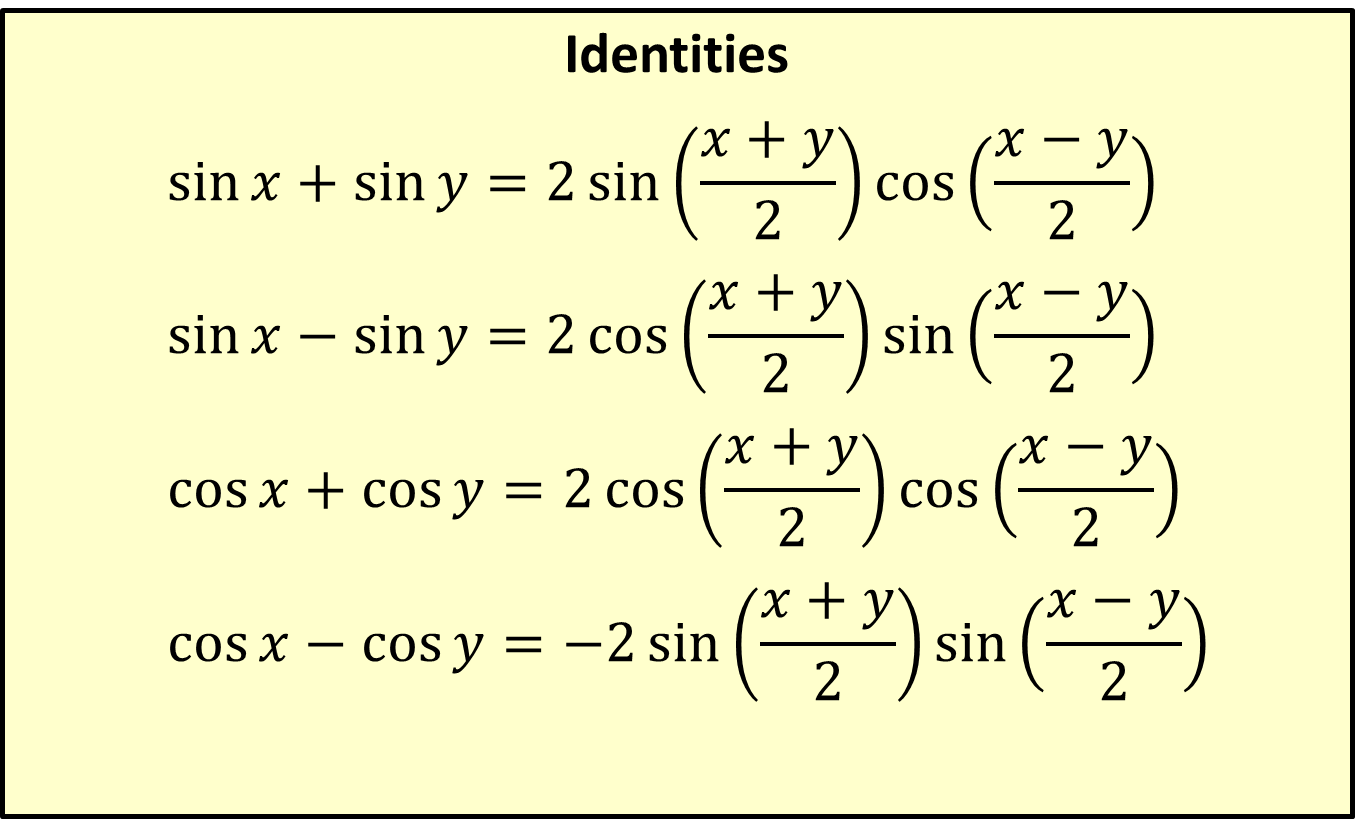 Identities
sin x + sin y = 2 sin ((x + y)/2) cos ((x − y)/2)
sin x − sin y = 2 cos ((x + y)/2) sin ((x − y)/2)
cos x + cos y = 2 cos ((x + y)/2) cos ((x − y)/2)
cos x − cos y = −2 sin ((x + y)/2) sin ((x − y)/2)